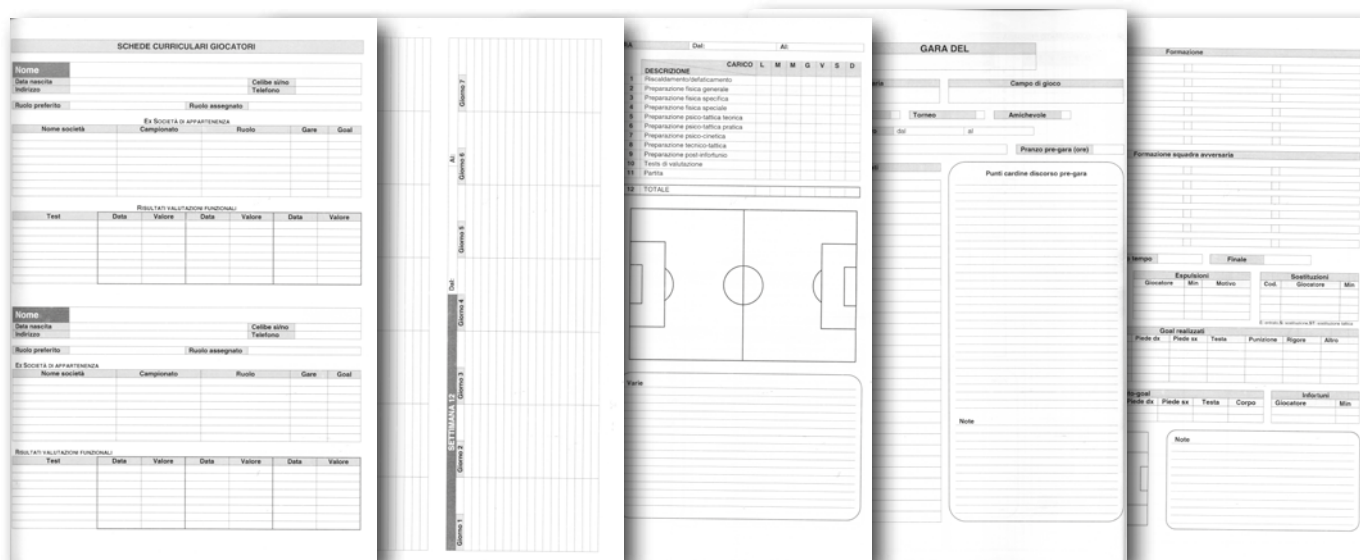 SCHEDE CURRICULARI GIOCATORI
Nome
Data nascita Celibe si/no
Indirizzo Telefono
Ruolo preferito Ruolo assegnato
EX SOCIETÀ DI APPARTENENZA
Nome società Campionato Ruolo Gare Goal
RISULTATI VALUTAZIONI FUNZIONALI
Test Data Valore Data Valore Data Valore
Nome
Data nascita Celibe si/no
Indirizzo Telefono
Ruolo preferito Ruolo assegnato
EX SOCIETÀ DI APPARTENENZA
Nome società Campionato Ruolo Gare Goal
RISULTATI VALUTAZIONI FUNZIONALI
Test Data Valore Data Valore Data Valore
SETTIMANA 12 Dal: Al:
Giorno 1 Giorno 2 Giorno 3 Giorno 4 Giorno 5 Giorno 6 Giorno 7
Dal: Al:
DESCRIZIONE CARICO L M M G V S D
1 Riscaldamento/defaticamento
2 Preparazione fisica generale
3 Preparazione fisica specifica
4 Preparazione fisica speciale
5 Preparazione psico-tattica teorica
6 Preparazione psico-tattica pratica
7 Preparazione psico-cinetica
8 Preparazione tecnico-tattica
9 Preparazione post-infortunio
10 Tests di valutazione
11 Partita
12 TOTALE
Varie
GARA DEL
Campo di gioco
Torneo Amichevole
dal al
Pranzo pre-gara (ore)
Punti cardine discorso pre-gara
Note
Formazione
Formazione squadra avversaria
tempo Finale
Espulsioni Sostituzioni
Giocatore Min Motivo Cod. Giocatore Min
Goal realizzati
Piede dx Piede sx Testa Punizione Rigore Altro
Infortuni
Piede dx Piede sx Testa Corpo Giocatore Min
Note